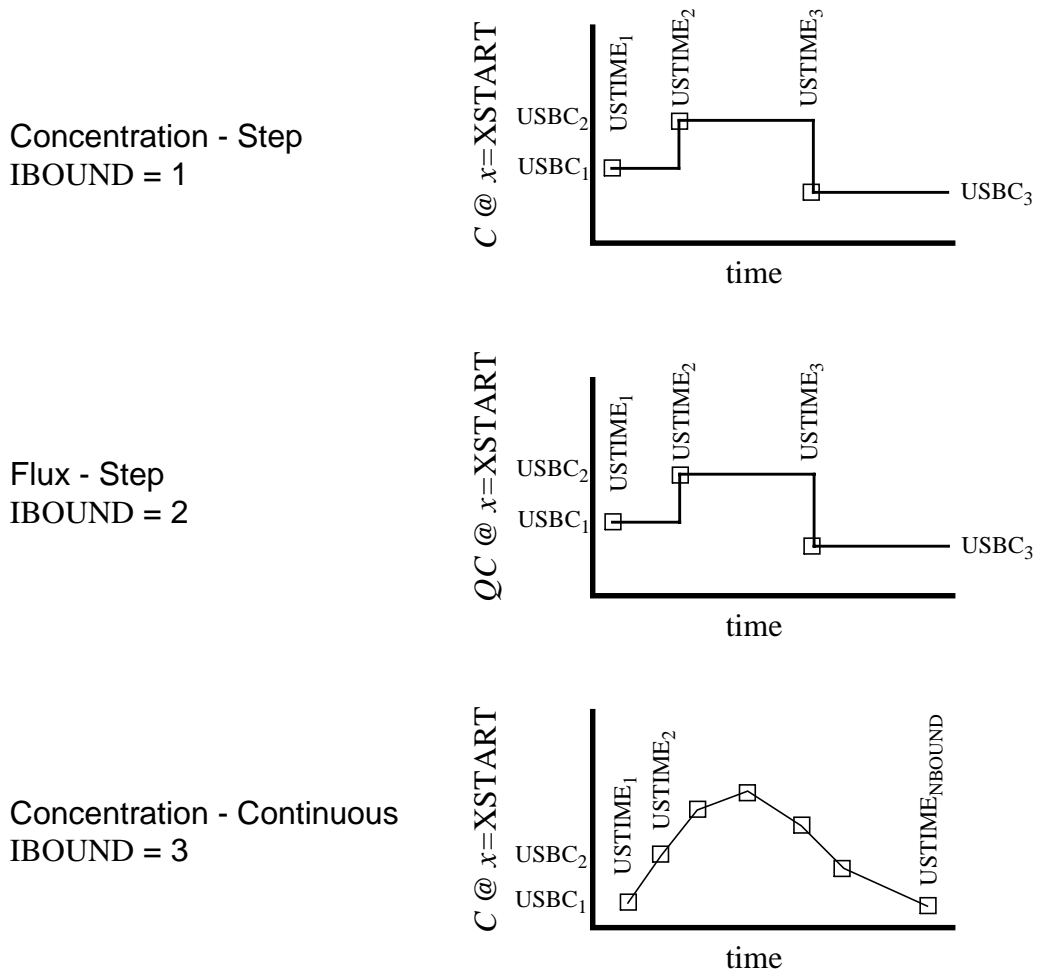 Concentration - Step
IBOUND = 1
C @ x=XSTART
USBC2
USBC1
USTIME1
USTIME2
USTIME3
USBC3
time
Flux - Step
IBOUND = 2
QC @ x=XSTART
USBC2
USBC1
USTIME1
USTIME2
USTIME3
USBC3
time
Concentration - Continuous
IBOUND = 3
C @ x=XSTART
USBC2
USBC1
USTIME1
USTIME2
USTIMENBOUND
time